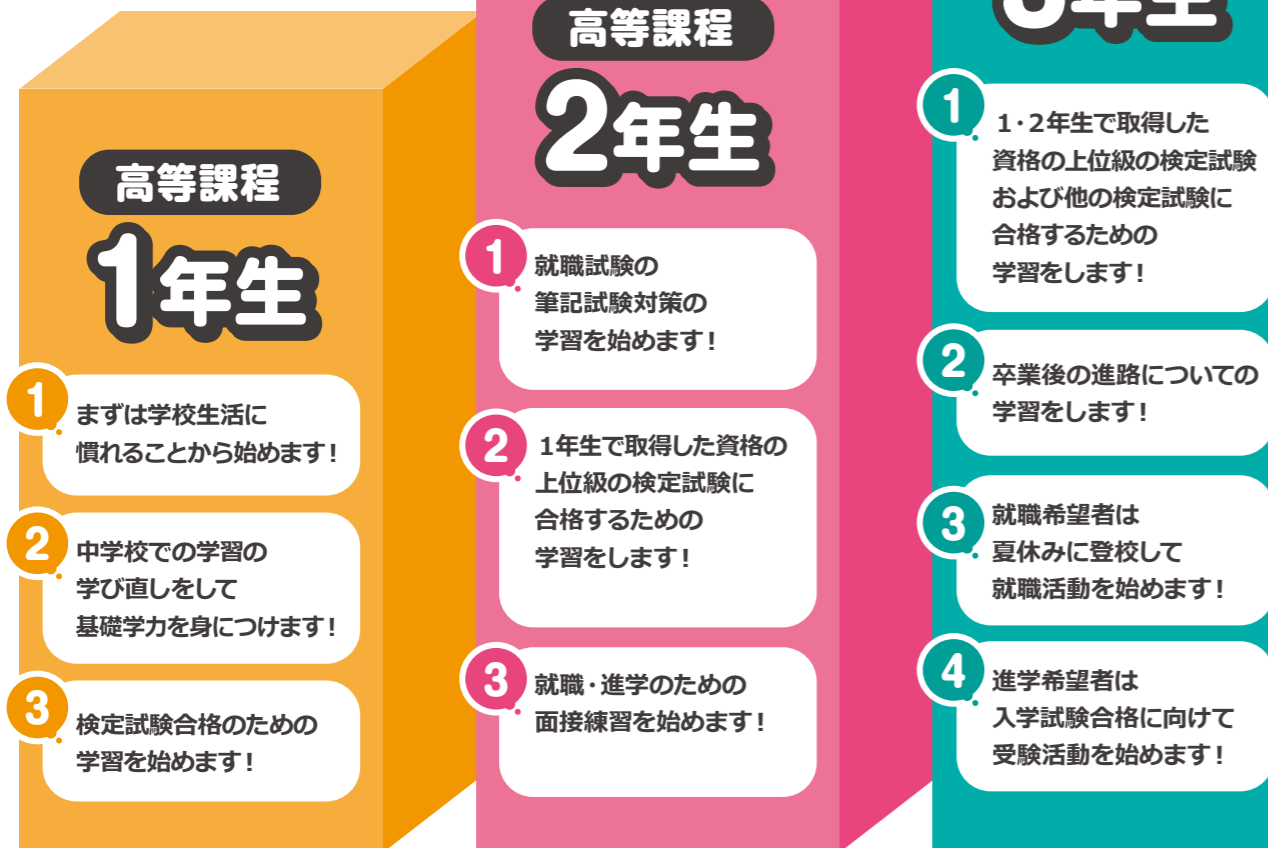 高等課程
1年生
1
まずは学校生活に
慣れることから始めます!
2
中学校での学習の
学び直しをして
基礎学力を身につけます!
3
検定試験合格のための
学習を始めます!
高等課程
2年生
1
就職試験の
筆記試験対策の
学習を始めます!
2
1年生で取得した資格の
上位級の検定試験に
合格するための
学習をします!
3
就職・進学のための
面接練習を始めます!
3年生
1
1・2年生で取得した
資格の上位級の検定試験
および他の検定試験に
合格するための
学習をします!
2
卒業後の進路についての
学習をします!
3
就職希望者は
夏休みに登校して
就職活動を始めます!
4
進学希望者は
入学試験合格に向けて
受験活動を始めます!